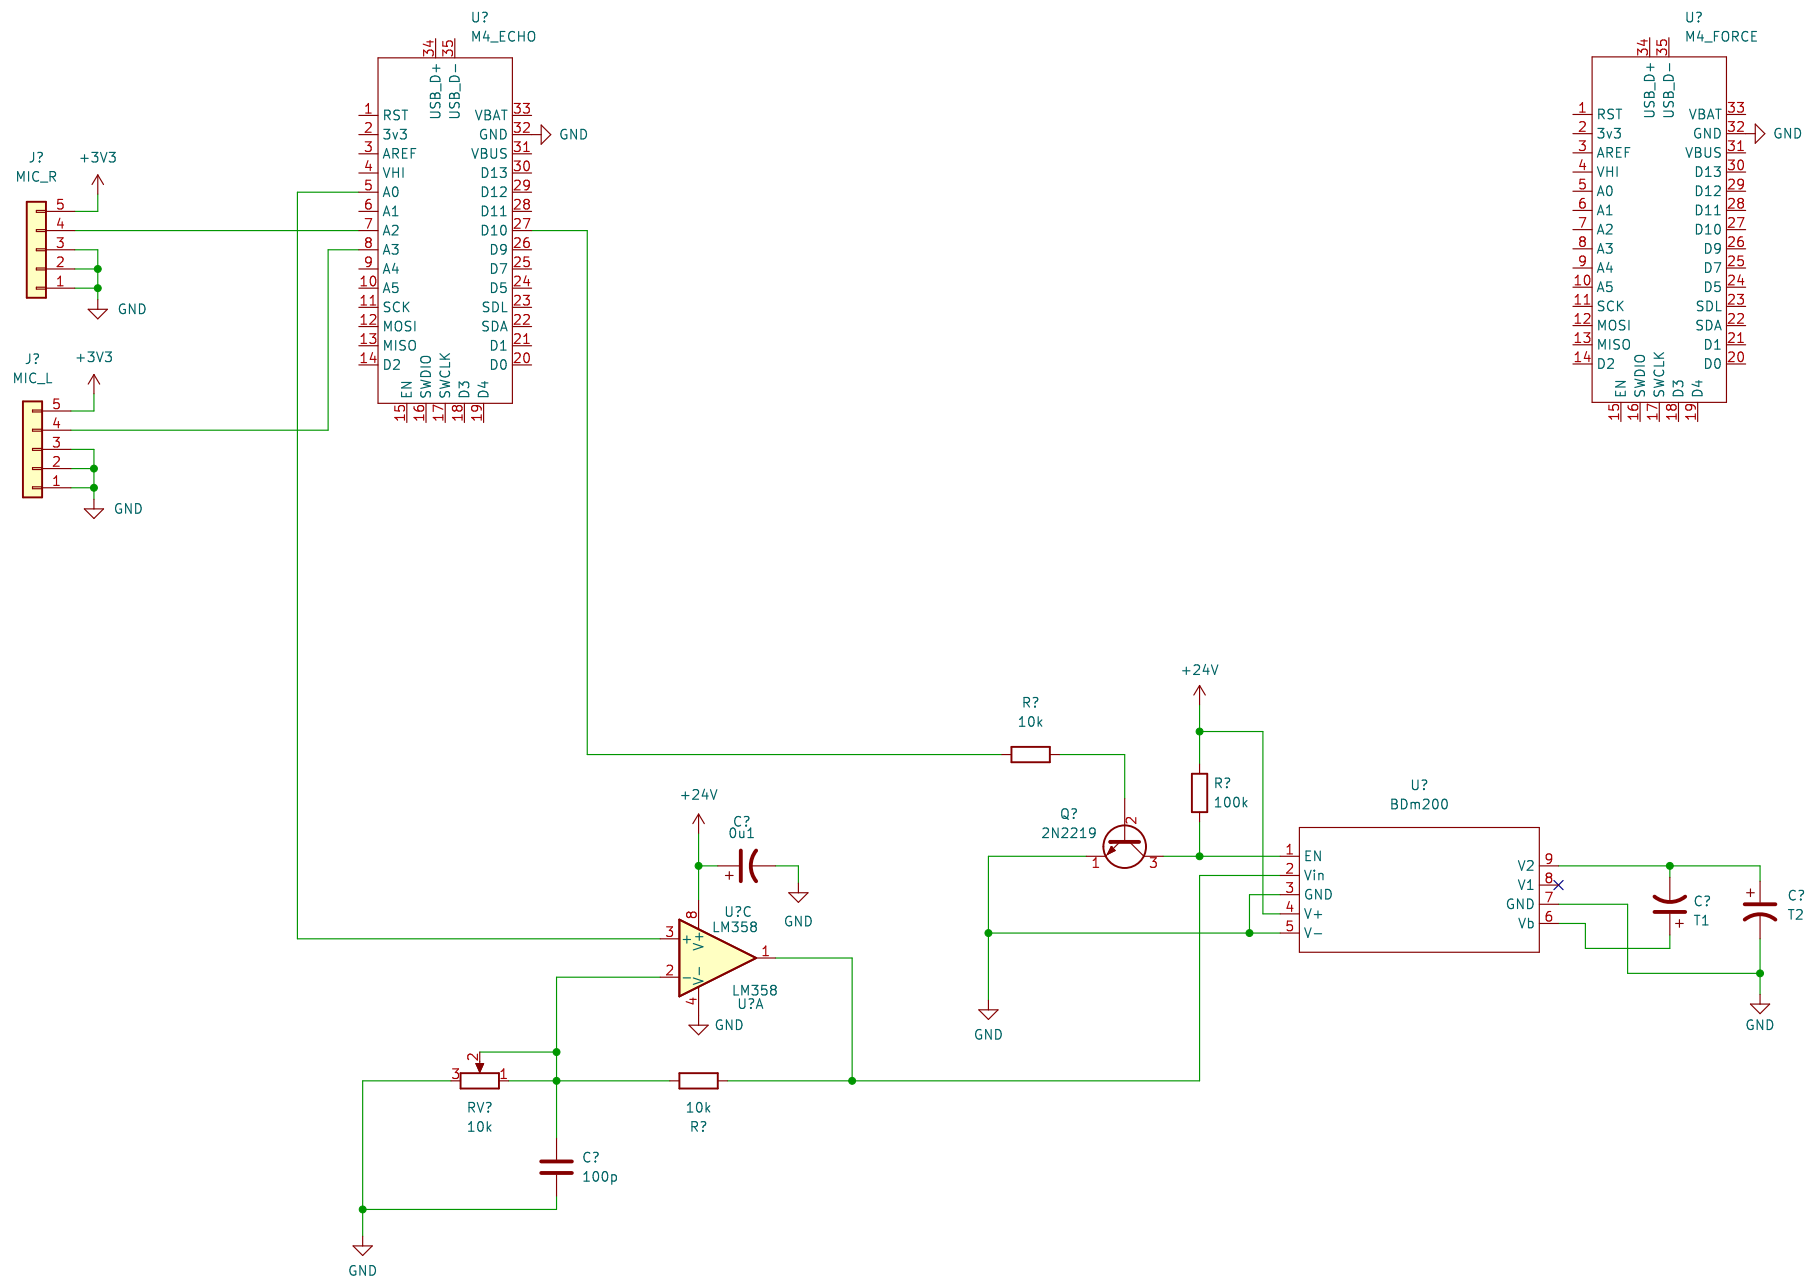 U?
M4_ECHO
34
35
USB_D+
USB_D-
1 RST
2 3v3
3 AREF
4 VHI
5 A0
6 A1
7 A2
8 A3
9 A4
10 A5
11 SCK
12 MOSI
13 MISO
14 D2
VBAT 33
GND 32
GND
VBUS 31
D13 30
D12 29
D11 28
D10 27
D9 26
D7 25
D5 24
SDL 23
SDA 22
D1 21
D0 20
EN
SWDIO
SWCLK
D3
D4
15
16
17
18
19
U?
M4_FORCE
34
35
USB_D+
USB_D-
1 RST
2 3v3
3 AREF
4 VHI
5 A0
6 A1
7 A2
8 A3
9 A4
10 A5
11 SCK
12 MOSI
13 MISO
14 D2
VBAT 33
GND 32
GND
VBUS 31
D13 30
D12 29
D11 28
D10 27
D9 26
D7 25
D5 24
SDL 23
SDA 22
D1 21
D0 20
EN
SWDIO
SWCLK
D3
D4
15
16
17
18
19
J?
MIC_R
+3V3
5
4
3
2
1
GND
J?
MIC_L
+3V3
5
4
3
2
1
GND
+24V
R?
10k
R?
100k
Q?
2N2219
2
1
3
GND
U?
BDm200
1 EN
2 Vin
3 GND
4 V+
5 V-
V2 9
V1 8
GND 7
Vb 6
C?
T1
+
C?
T2
+
GND
+24V
C?
0u1
+
GND
U?C
LM358
8
V+
3 +
2 -
V-
4
1
LM358
U?A
GND
2
3
1
RV?
10k
10k
R?
C?
100p
GND